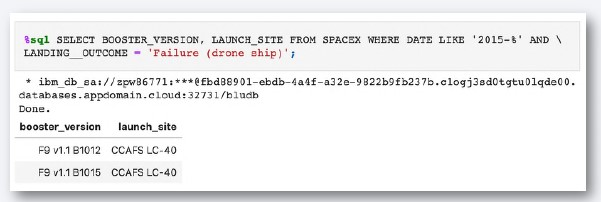 %sql SELECT BOOSTER_VERSION, LAUNCH_SITE FROM SPACEX WHERE DATE LIKE '2015-%' AND \
LANDING__OUTCOME = 'Failure (drone ship)';
* ibm_db_sa://zpw86771:***@fbd88901-ebdb-4a4f-a32e-9822b9fb237b.c1ogj3sd0tgtu0lqde00.
databases.appdomain.cloud:32731/bludb
Done.
booster_version launch_site
F9 v1.1 B1012 CCAFS LC-40
F9 v1.1 B1015 CCAFS LC-40